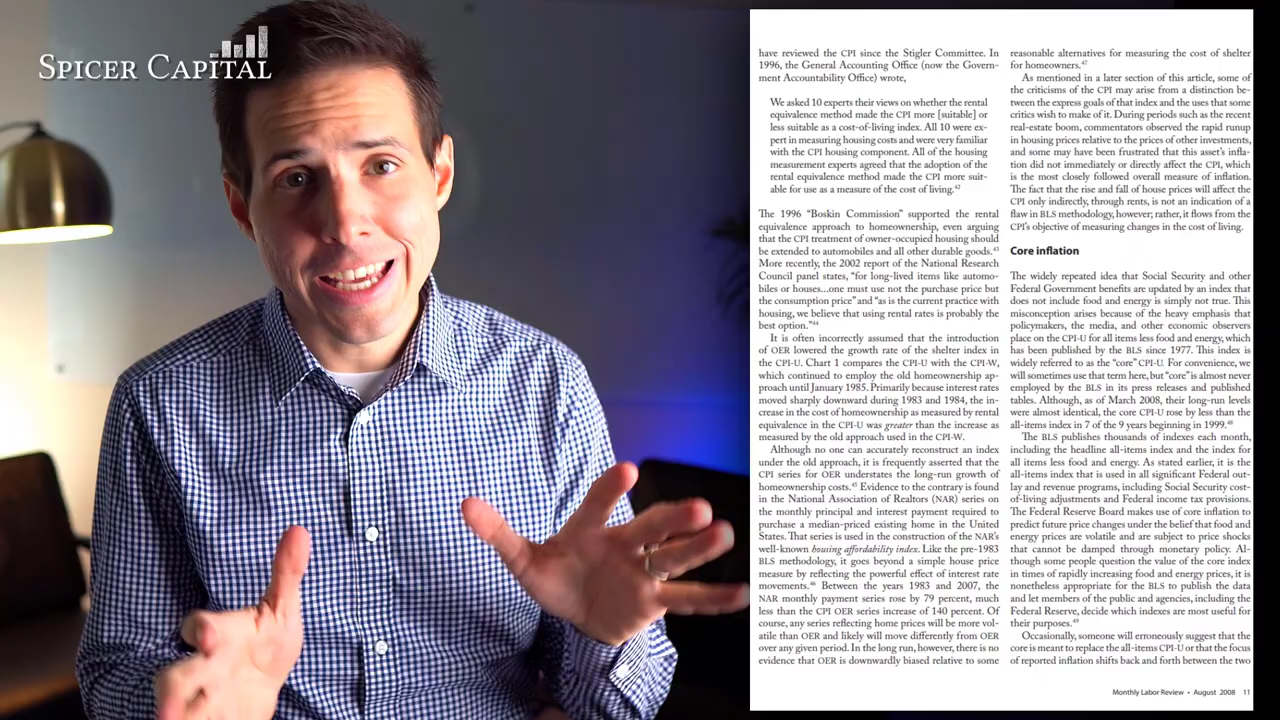 SPICER CAPITAL
have reviewed the CPI since the Stigler Committee. In
1996, the General Accounting Office (now the Govern-
ment Accountability Office) wrote,
We asked 10 experts their views on whether the rental
equivalence method made the CPI more [suitable] or
less suitable as a cost-of-living index. All 10 were ex-
pert in measuring housing costs and were very familiar
with the CPI housing component. All of the housing
measurement experts agreed that the adoption of the
rental equivalence method made the CPI more suit-
able for use as a measure of the cost of living.42
The 1996 “Boskin Commission” supported the rental
equivalence approach to homeownership, even arguing
that the CPI treatment of owner-occupied housing should
be extended to automobiles and all other durable goods.43
More recently, the 2002 report of the National Research
Council panel states, “for long-lived items like automo-
biles or houses...one must use not the purchase price but
the consumption price” and “as is the current practice with
housing, we believe that using rental rates is probably the
best option.”44
It is often incorrectly assumed that the introduction
of OER lowered the growth rate of the shelter index in
the CPI-U. Chart 1 compares the CPI-U with the CPI-W,
which continued to employ the old homeownership ap-
proach until January 1985. Primarily because interest rates
moved sharply downward during 1983 and 1984, the in-
crease in the cost of homeownership as measured by rental
equivalence in the CPI-U was greater than the increase as
measured by the old approach used in the CPI-W.
Although no one can accurately reconstruct an index
under the old approach, it is frequently asserted that the
CPI series for OER understates the long-run growth of
homeownership costs.45 Evidence to the contrary is found
in the National Association of Realtors (NAR) series on
the monthly principal and interest payment required to
purchase a median-priced existing home in the United
States. That series is used in the construction of the NAR’s
well-known housing affordability index. Like the pre-1983
BLS methodology, it goes beyond a simple house price
measure by reflecting the powerful effect of interest rate
movements.46 Between the years 1983 and 2007, the
NAR monthly payment series rose by 79 percent, much
less than the CPI OER series increase of 140 percent. Of
course, any series reflecting home prices will be more vol-
atile than OER and likely will move differently from OER
over any given period. In the long run, however, there is no
evidence that OER is downwardly biased relative to some
reasonable alternatives for measuring the cost of shelter
for homeowners.47
As mentioned in a later section of this article, some of
the criticisms of the CPI may arise from a distinction be-
tween the express goals of that index and the uses that some
critics wish to make of it. During periods such as the recent
real-estate boom, commentators observed the rapid runup
in housing prices relative to the prices of other investments,
and some may have been frustrated that this asset’s infla-
tion did not immediately or directly affect the CPI, which
is the most closely followed overall measure of inflation.
The fact that the rise and fall of house prices will affect the
CPI only indirectly, through rents, is not an indication of a
flaw in BLS methodology, however; rather, it flows from the
CPI’s objective of measuring changes in the cost of living.
Core inflation
The widely repeated idea that Social Security and other
Federal Government benefits are updated by an index that
does not include food and energy is simply not true. This
misconception arises because of the heavy emphasis that
policymakers, the media, and other economic observers
place on the CPI-U for all items less food and energy, which
has been published by the BLS since 1977. This index is
widely referred to as the “core” CPI-U. For convenience, we
will sometimes use that term here, but “core” is almost never
employed by the BLS in its press releases and published
tables. Although, as of March 2008, their long-run levels
were almost identical, the core CPI-U rose by less than the
all-items index in 7 of the 9 years beginning in 1999.48
The BLS publishes thousands of indexes each month,
including the headline all-items index and the index for
all items less food and energy. As stated earlier, it is the
all-items index that is used in all significant Federal out-
lay and revenue programs, including Social Security cost-
of-living adjustments and Federal income tax provisions.
The Federal Reserve Board makes use of core inflation to
predict future price changes under the belief that food and
energy prices are volatile and are subject to price shocks
that cannot be damped through monetary policy. Al-
though some people question the value of the core index
in times of rapidly increasing food and energy prices, it is
nonetheless appropriate for the BLS to publish the data
and let members of the public and agencies, including the
Federal Reserve, decide which indexes are most useful for
their purposes.49
Occasionally, someone will erroneously suggest that the
core is meant to replace the all-items CPI-U or that the focus
of reported inflation shifts back and forth between the two
Monthly Labor Review • August 2008 11